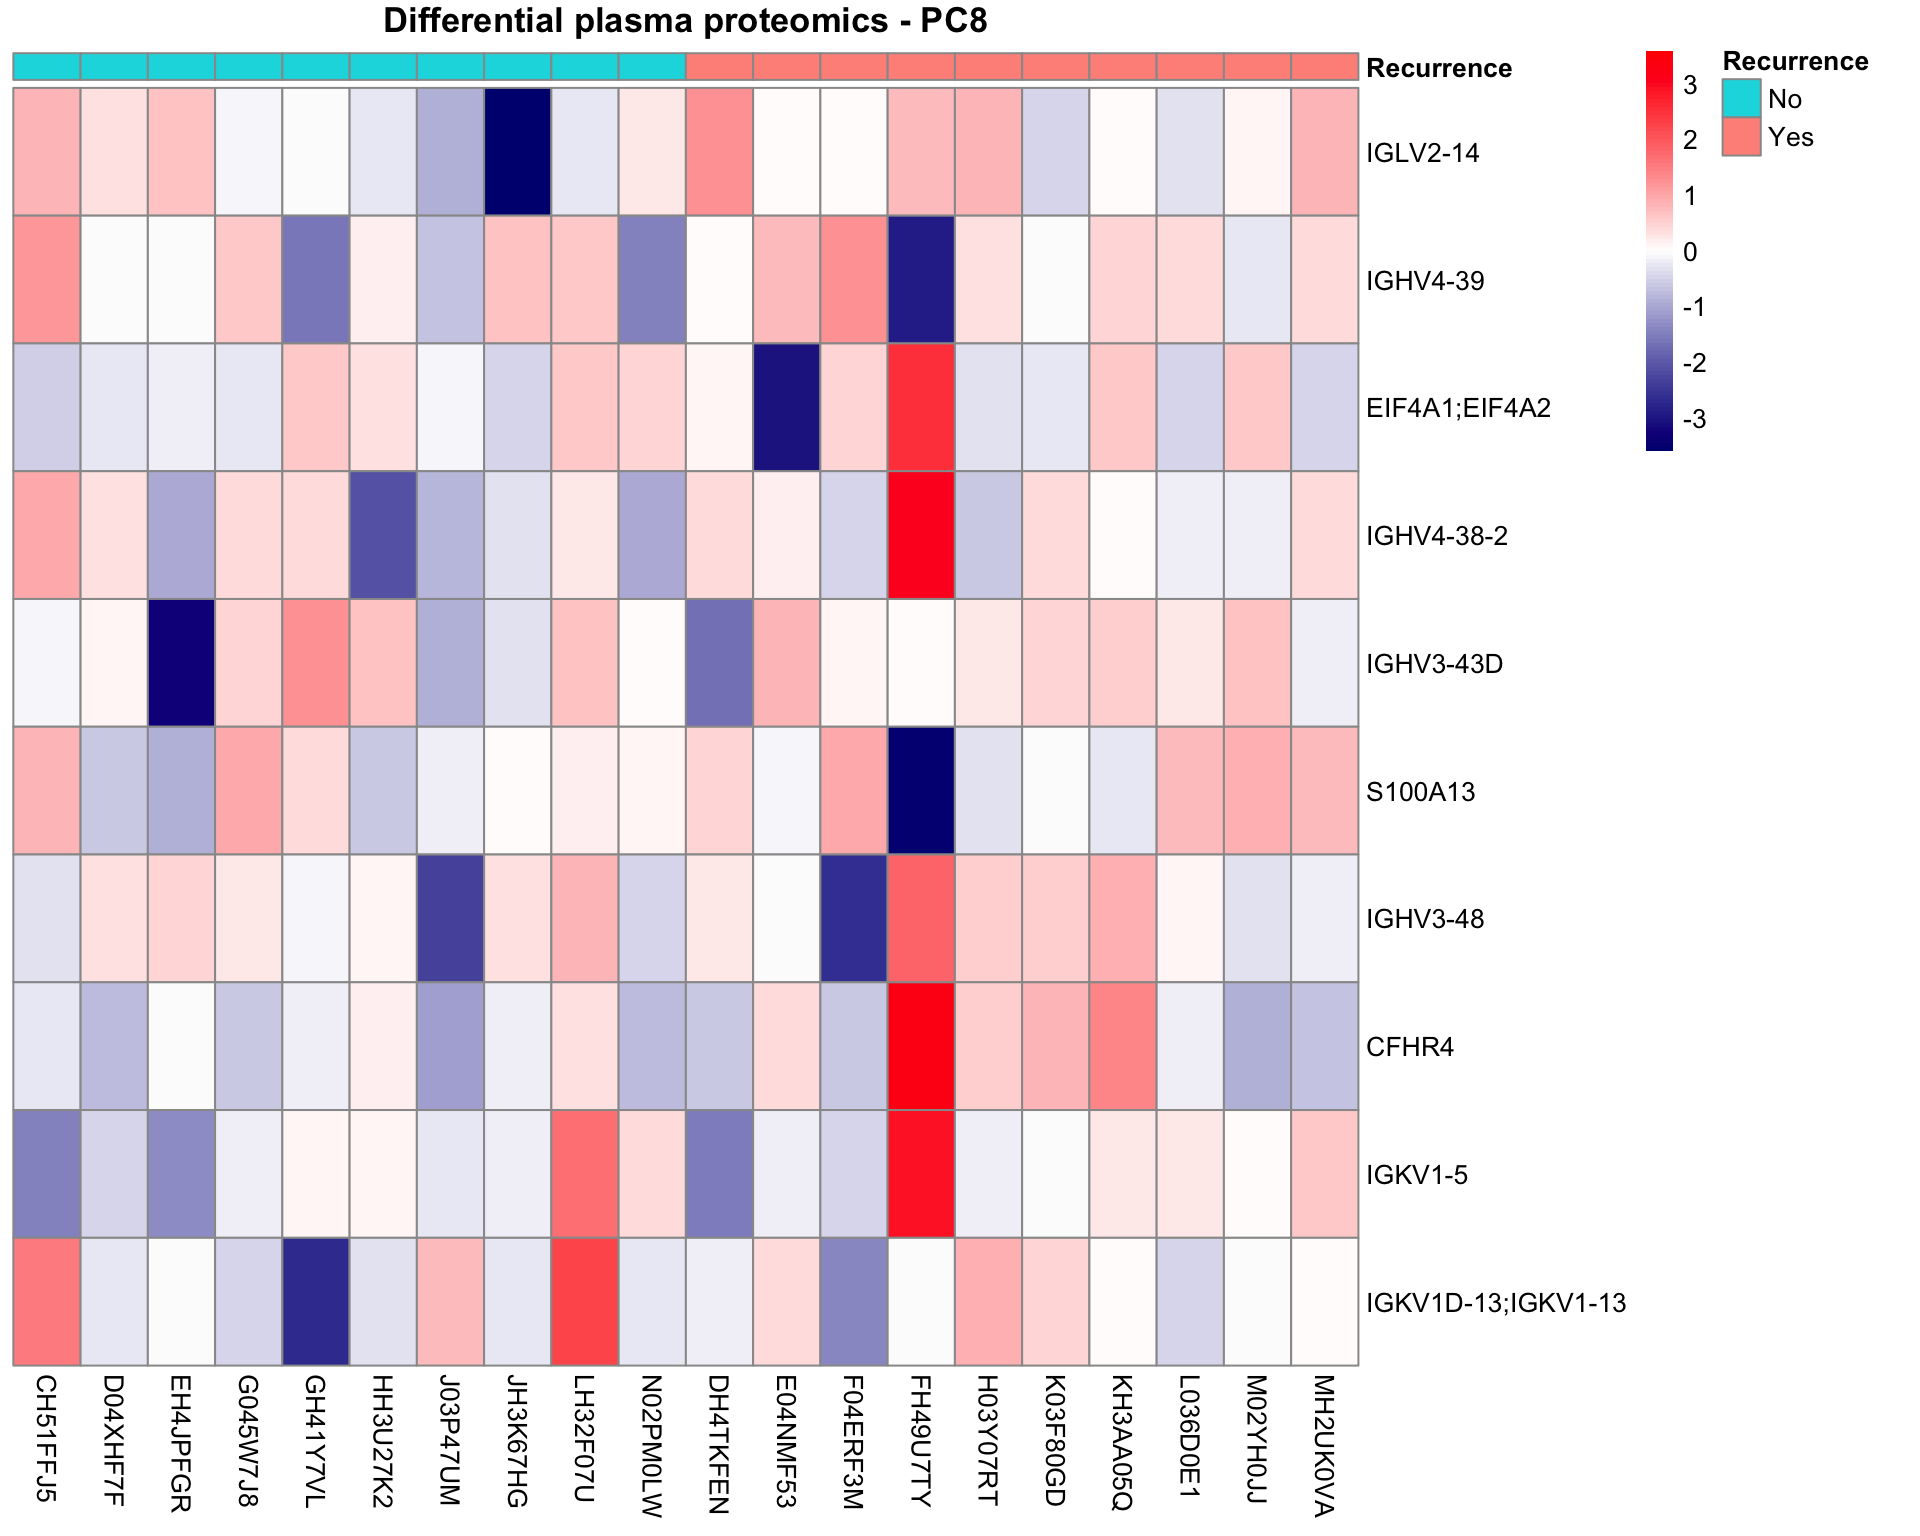 Differential plasma proteomics - PC8
Recurrence
IGLV2-14
IGHV4-39
EIF4A1;EIF4A2
IGHV4-38-2
IGHV3-43D
S100A13
IGHV3-48
CFHR4
IGKV1-5
IGKV1D-13;IGKV1-13
CH51FFJ5
D04XHF7F
EH4JPFGR
G045W7J8
GH41Y7VL
HH3U27K2
J03P47UM
JH3K67HG
LH32F07U
N02PM0LW
DH4TKFEN
E04NMF53
F04ERF3M
FH49U7TY
H03Y07RT
K03F80GD
KH3AA05Q
L036D0E1
M02YH0JJ
MH2UK0VA
3
2
1
0
-1
-2
-3
Recurrence
No
Yes